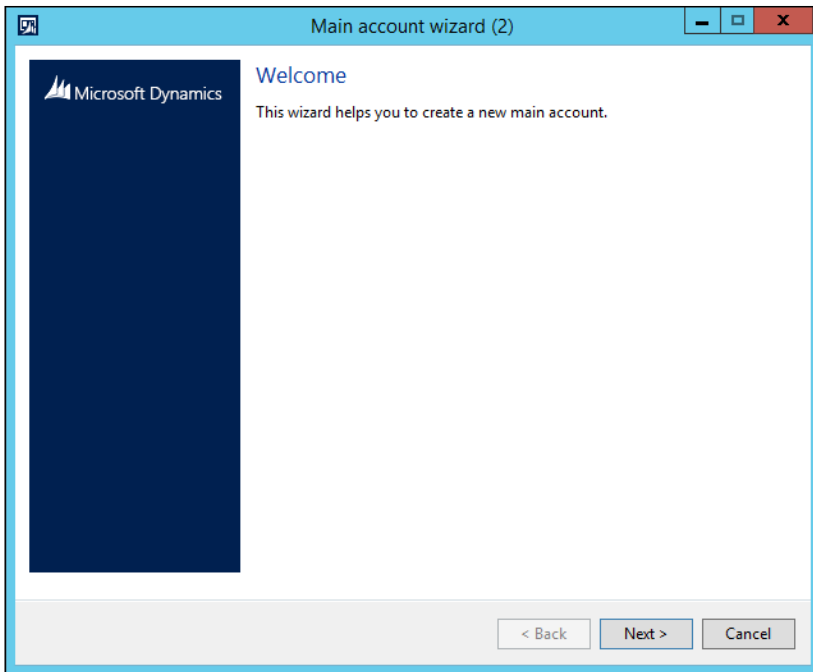 Main account wizard (2)
Microsoft Dynamics
Welcome
This wizard helps you to create a new main account.
< Back
Next >
Cancel